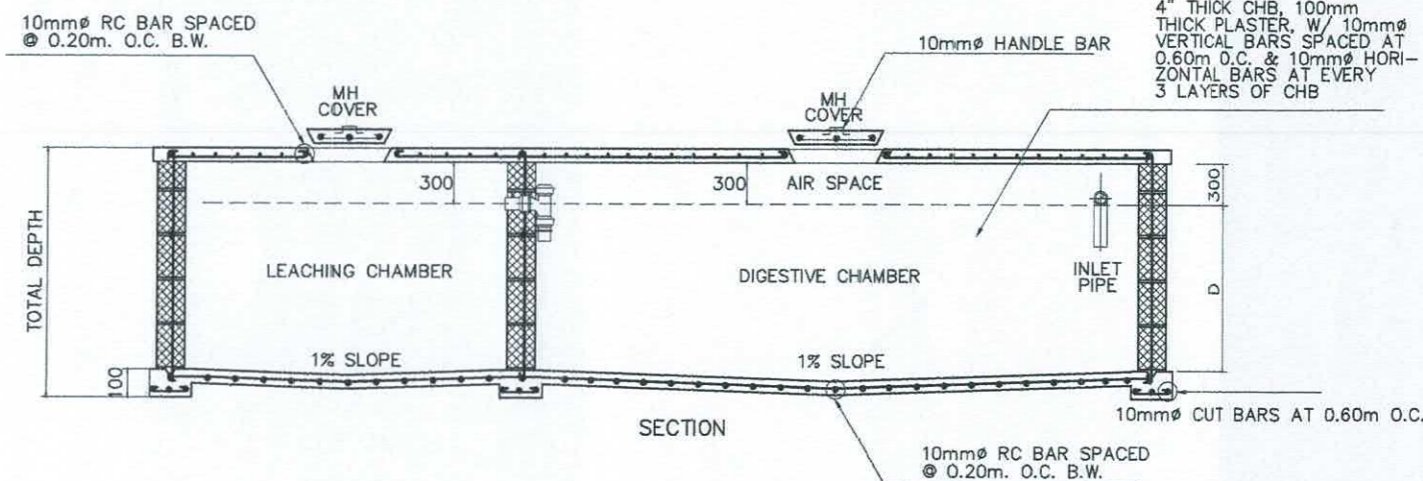 10mmø RC BAR SPACED
@ 0.20m. O.C. B.W.
4" THICK CHB, 100mm
THICK PLASTER, W/ 10mmø
VERTICAL BARS SPACED AT
0.60m O.C. & 10mmø HORI-
ZONTAL BARS AT EVERY
3 LAYERS OF CHB
10mmø HANDLE BAR
MH
COVER
MH
COVER
300
300
AIR SPACE
300
TOTAL DEPTH
LEACHING CHAMBER
DIGESTIVE CHAMBER
INLET
PIPE
D
1% SLOPE
1% SLOPE
100
10mmø CUT BARS AT 0.60m O.C.
SECTION
10mmø RC BAR SPACED
@ 0.20m. O.C. B.W.